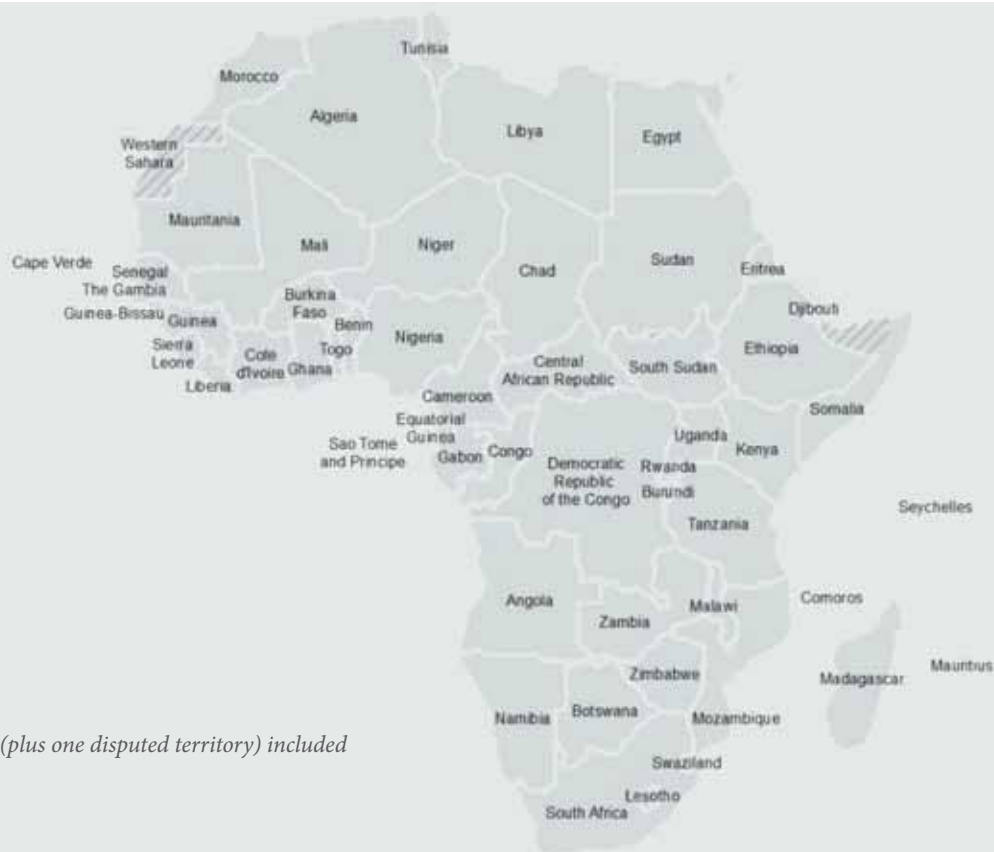 Tunisia
Morocco
Algeria
Libya
Egypt
Western
Sahara
Mauritania
Mali
Niger
Chad
Sudan
Eritrea
Cape Verde
Senegal
The Gambia
Guinea-Bissau
Guinea
Burkina
Faso
Benin
Nigeria
Djibouti
Ethiopia
Sierra
Leone
Liberia
Cote
d'Ivoire
Ghana
Togo
Central
African Republic
South Sudan
Cameroon
Somalia
Equatorial
Guinea
Sao Tome
and Principe
Gabon
Congo
Democratic
Republic
of the Congo
Uganda
Kenya
Rwanda
Burundi
Tanzania
Seychelles
Angola
Zambia
Malawi
Comoros
Zimbabwe
Madagascar
Mauritius
Namibia
Botswana
Mozambique
(plus one disputed territory) included
Swaziland
Lesotho
South Africa